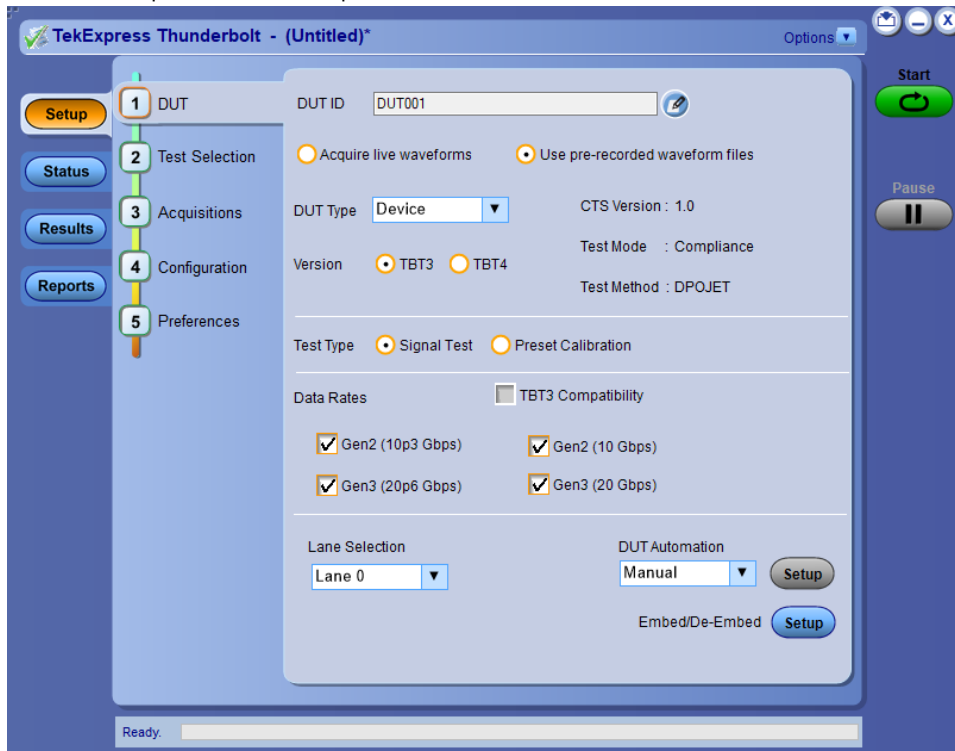 TekExpress Thunderbolt - (Untitled)*
Options
X
Start
Pause
Setup
Status
Results
Reports
1 DUT
2 Test Selection
3 Acquisitions
4 Configuration
5 Preferences
DUT ID DUT001
Acquire live waveforms Use pre-recorded waveform files
DUT Type Device CTS Version : 1.0
Test Mode : Compliance
Version TBT3 TBT4
Test Method : DPOJET
Test Type Signal Test Preset Calibration
Data Rates TBT3 Compatibility
Gen2 (10p3 Gbps) Gen2 (10 Gbps)
Gen3 (20p6 Gbps) Gen3 (20 Gbps)
Lane Selection DUT Automation
Lane 0 Manual Setup
Embed/De-Embed Setup
Ready.